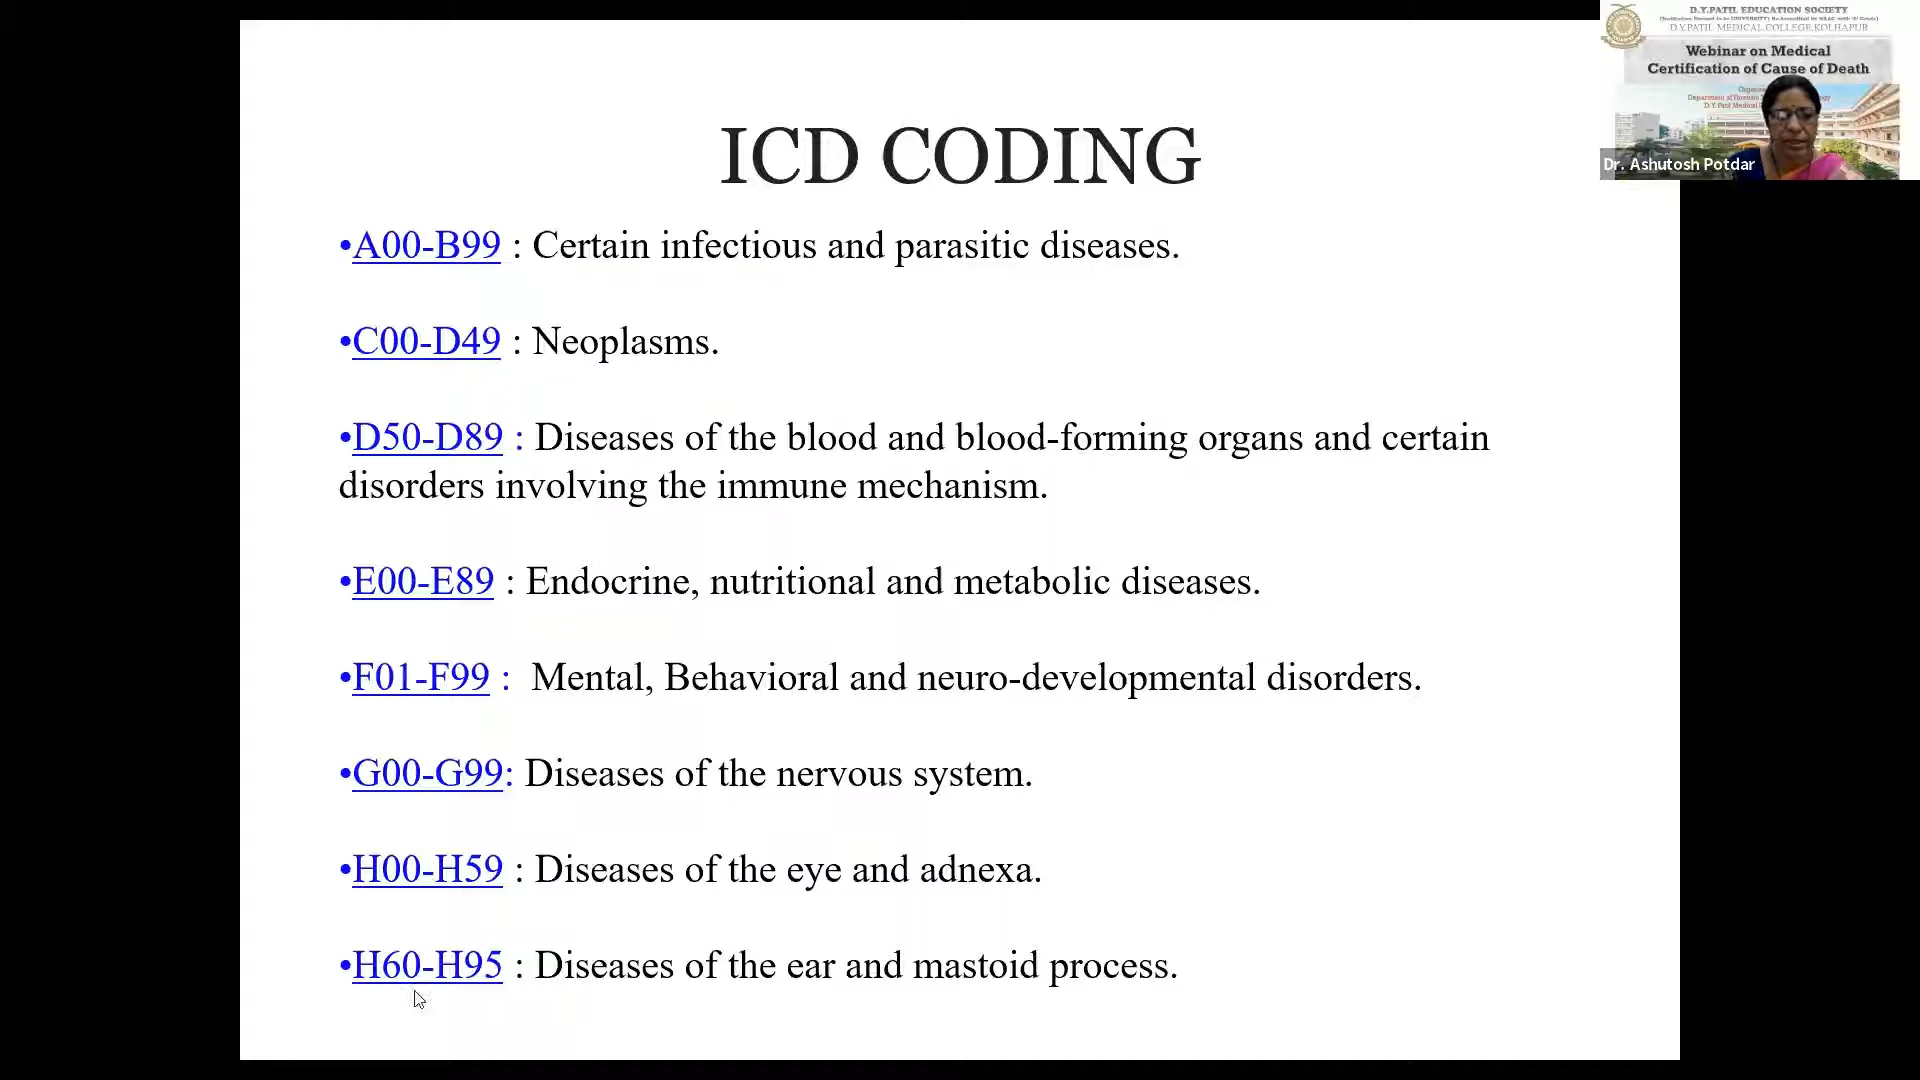 D.Y.PATIL EDUCATION SOCIETY
D.Y.PATIL MEDICAL COLLEGE, KOLHAPUR
Webinar on Medical
Certification of Cause of Death
Dr. Ashutosh Potdar
ICD CODING
•A00-B99 : Certain infectious and parasitic diseases.
•C00-D49 : Neoplasms.
•D50-D89 : Diseases of the blood and blood-forming organs and certain
disorders involving the immune mechanism.
•E00-E89 : Endocrine, nutritional and metabolic diseases.
•F01-F99 : Mental, Behavioral and neuro-developmental disorders.
•G00-G99: Diseases of the nervous system.
•H00-H59 : Diseases of the eye and adnexa.
•H60-H95 : Diseases of the ear and mastoid process.